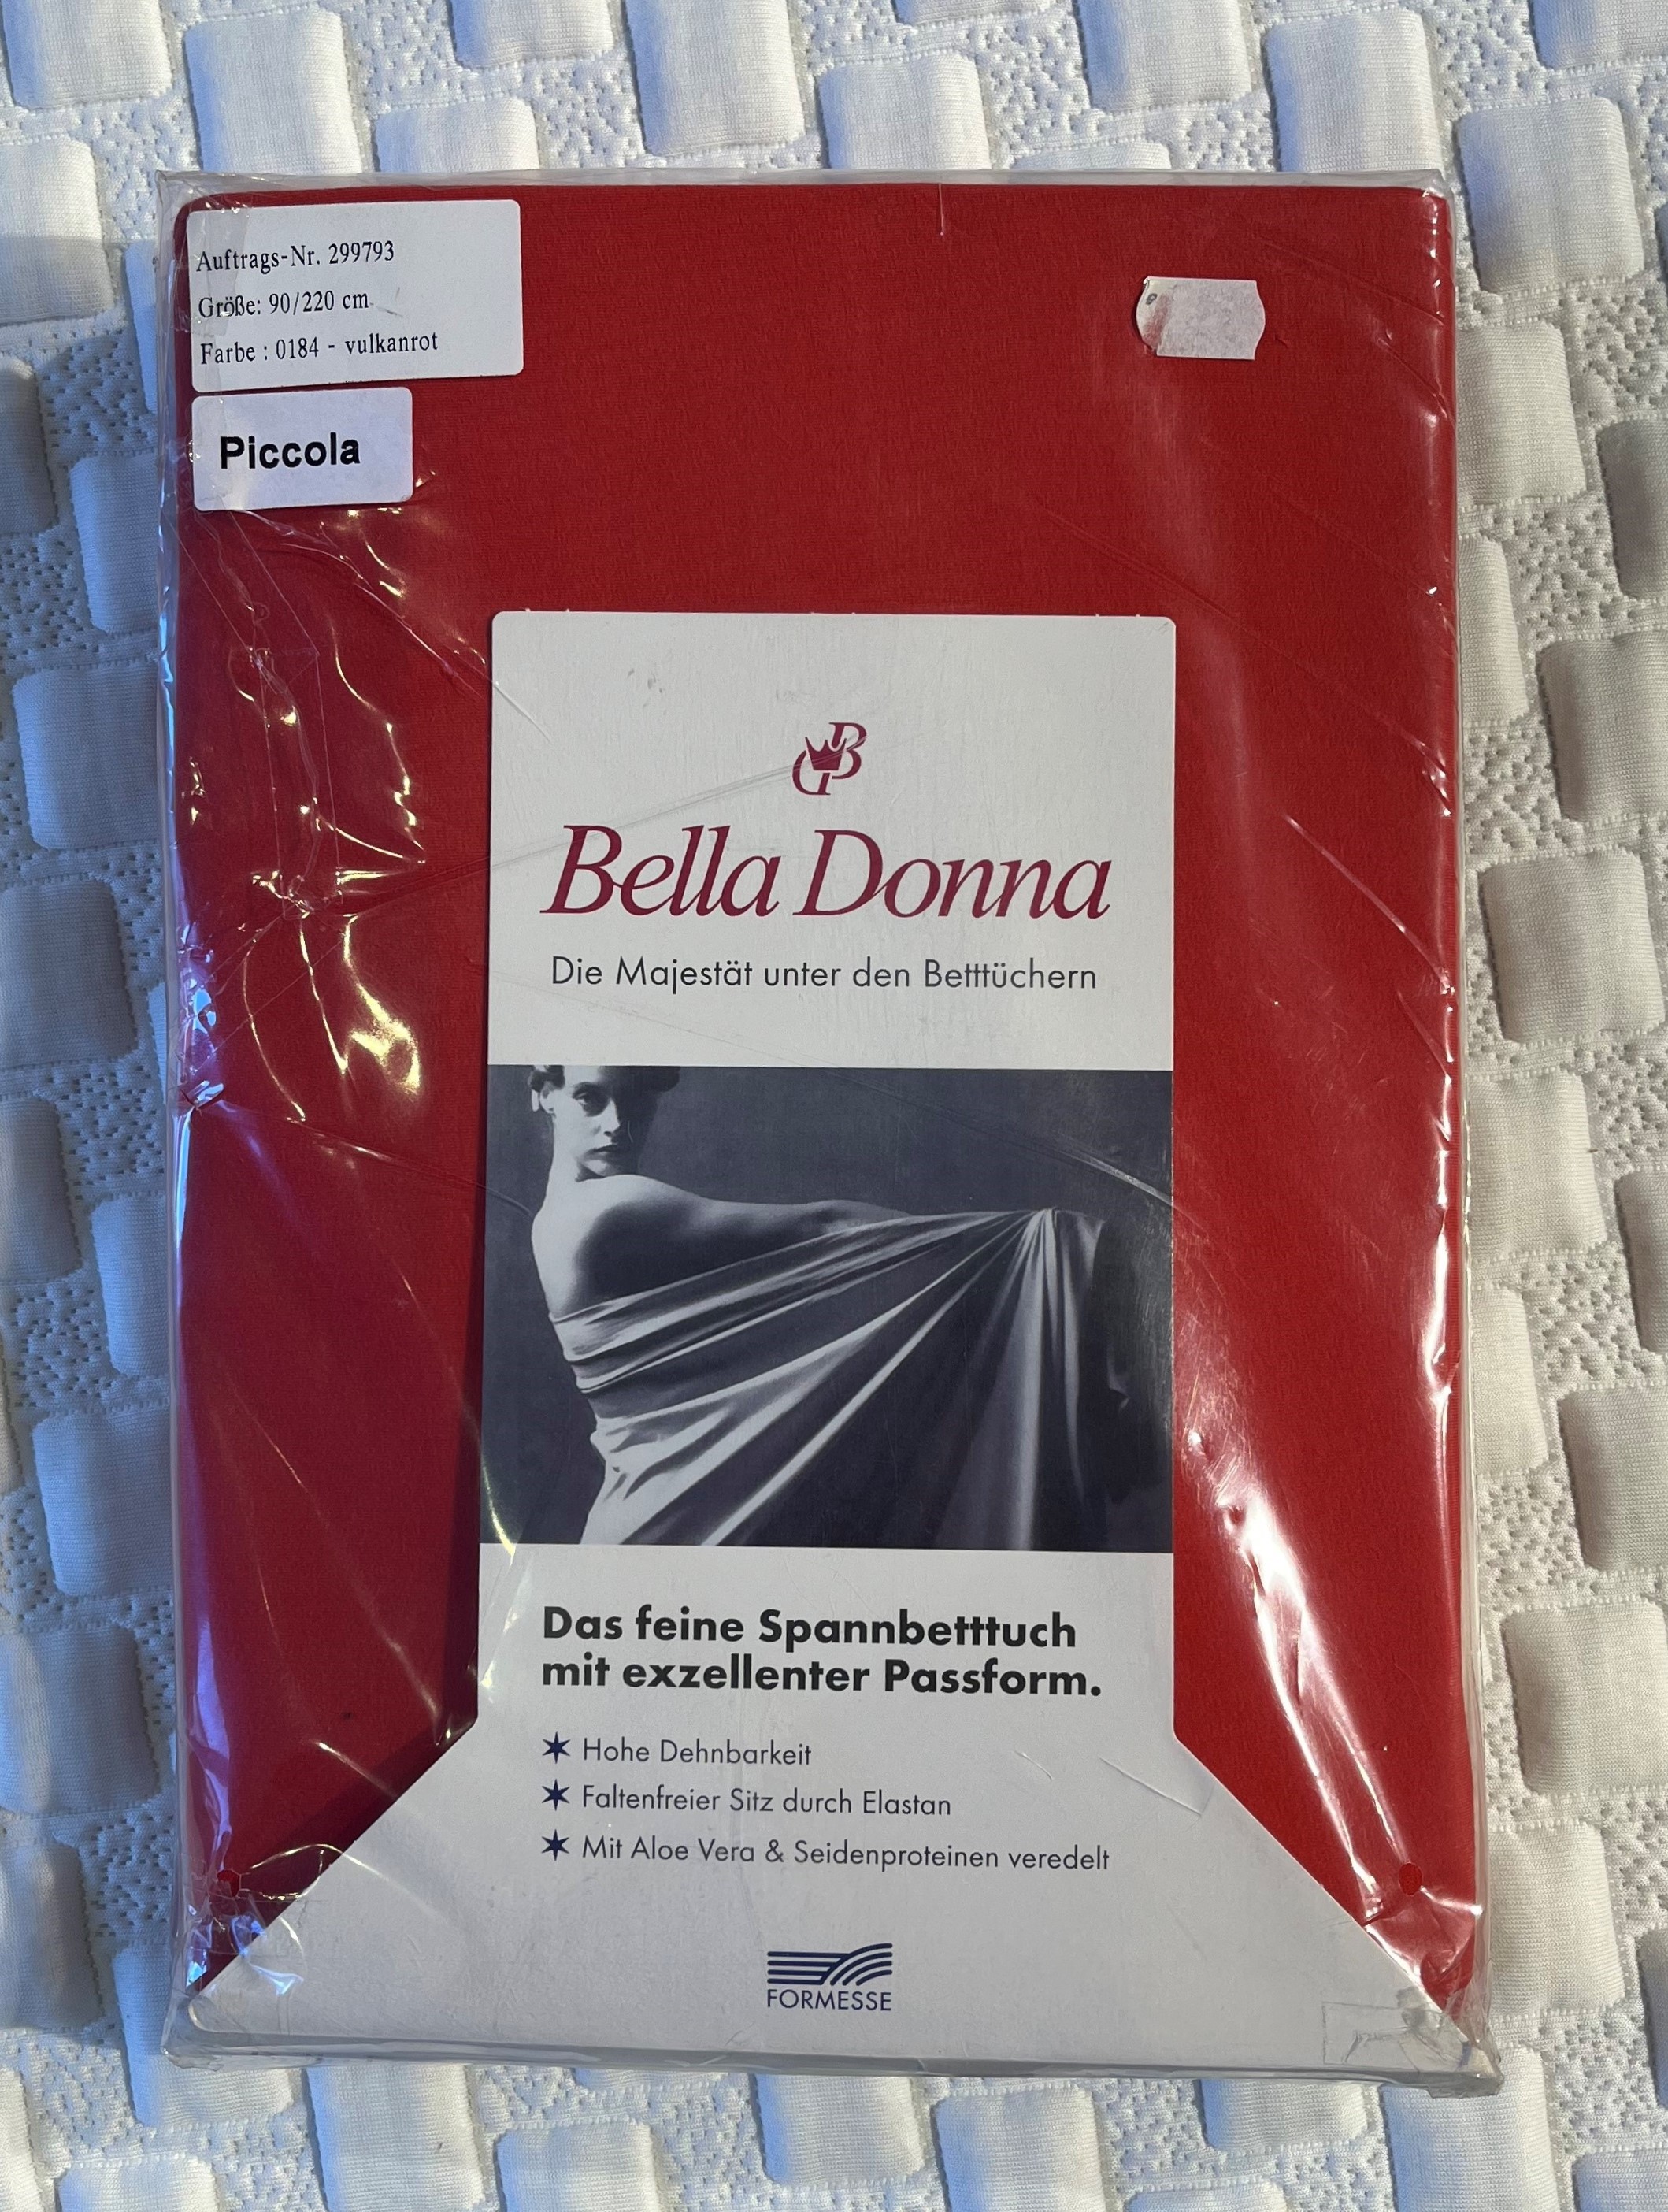 Auftrags-Nr. 299793
Größe: 90/220 cm
Farbe : 0184 - vulkanrot
Piccola
Bella Donna
Die Majestät unter den Betttüchern
Das feine Spannbetttuch
mit exzellenter Passform.
✶ Hohe Dehnbarkeit
✶ Faltenfreier Sitz durch Elastan
✶ Mit Aloe Vera & Seidenproteinen veredelt
FORMESSE